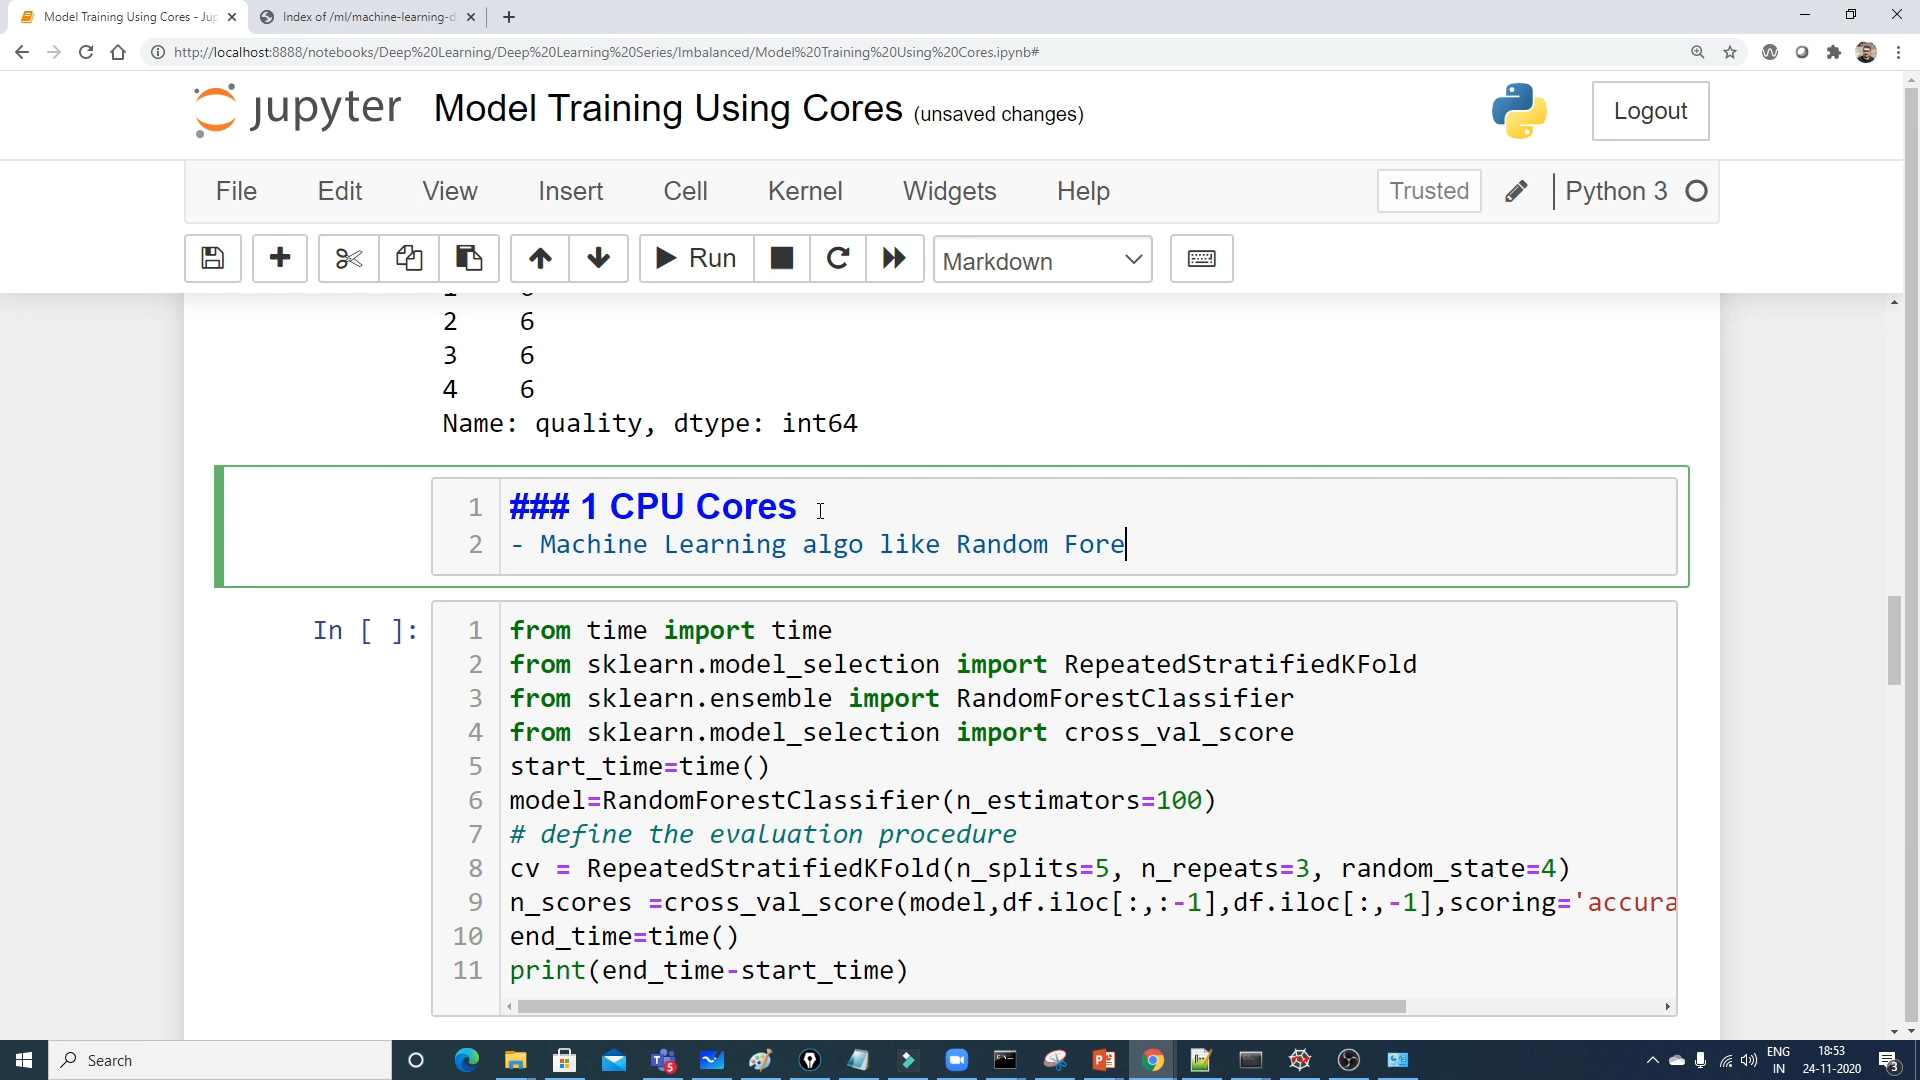 Model Training Using Cores - Jup
Index of /ml/machine-learning-d
http://localhost:8888/notebooks/Deep%20Learning/Deep%20Learning%20Series/Imbalanced/Model%20Training%20Using%20Cores.ipynb#
jupyter Model Training Using Cores (unsaved changes) Logout
File Edit View Insert Cell Kernel Widgets Help Trusted Python 3
Run Markdown
2 6
3 6
4 6
Name: quality, dtype: int64
1 ### 1 CPU Cores
2 - Machine Learning algo like Random Fore
In [ ]:
1 from time import time
2 from sklearn.model_selection import RepeatedStratifiedKFold
3 from sklearn.ensemble import RandomForestClassifier
4 from sklearn.model_selection import cross_val_score
5 start_time=time()
6 model=RandomForestClassifier(n_estimators=100)
7 # define the evaluation procedure
8 cv = RepeatedStratifiedKFold(n_splits=5, n_repeats=3, random_state=4)
9 n_scores =cross_val_score(model,df.iloc[:,:-1],df.iloc[:,-1],scoring='accura
10 end_time=time()
11 print(end_time-start_time)
Search
5
ENG
IN
18:53
24-11-2020
3